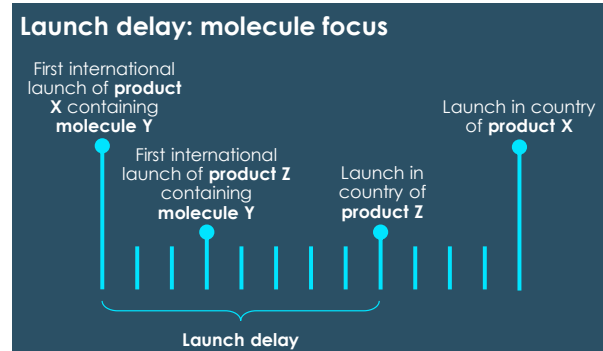 Launch delay: molecule focus
First international
launch of product
X containing
molecule Y
First international
launch of product Z
containing
molecule Y
Launch in
country of
product Z
Launch in country
of product X
Launch delay